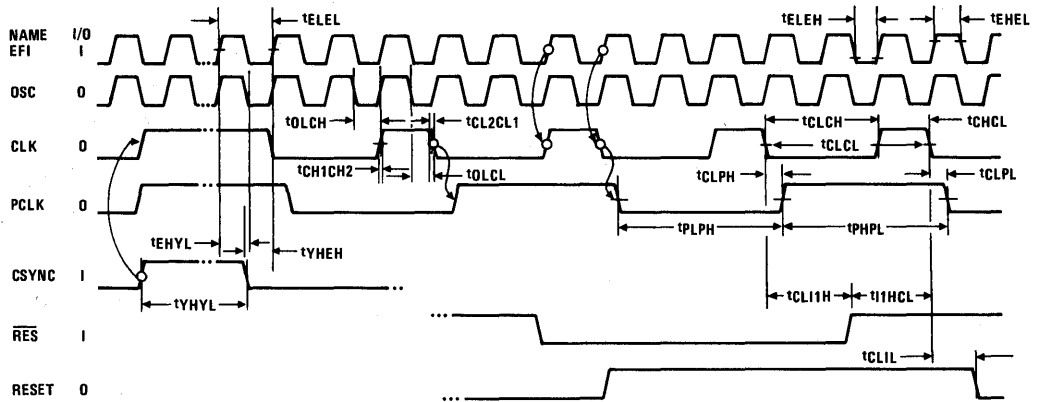 NAME I/O
EFI I
tELEL
tELEH
tEHEL
OSC O
tOLCH
tCL2CL1
tCLCH
tCHCL
CLK O
tCLCL
tCH1CH2
tOLCL
tCLPH
tCLPL
PCLK O
tEHYL
tYHEH
tPLPH
tPHPL
CSYNC I
tYHYL
tCLI1H
tI1HCL
RES I
tCLIL
RESET O